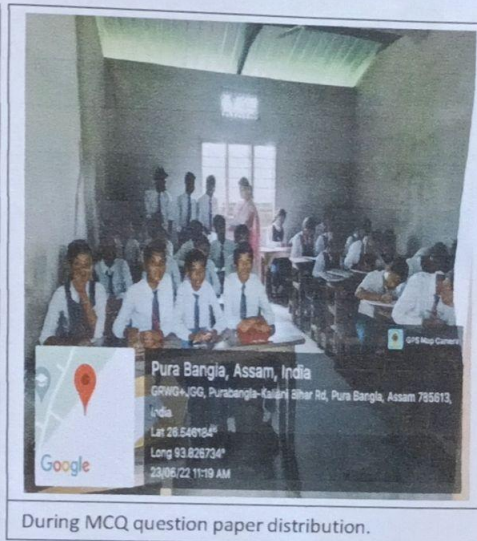 GPS Map Camera
Pura Bangla, Assam, India
GRWG+JGG, Purabangla-Kaliani Bihar Rd, Pura Bangla, Assam 785613,
India
Lat 26.546184°
Long 93.826734°
23/06/22 11:19 AM
Google
During MCQ question paper distribution.